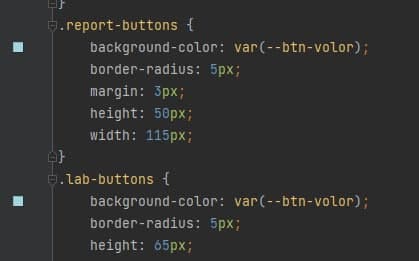 }
.report-buttons {
background-color: var(--btn-volor);
border-radius: 5px;
margin: 3px;
height: 50px;
width: 115px;
}
.lab-buttons {
background-color: var(--btn-volor);
border-radius: 5px;
height: 65px;